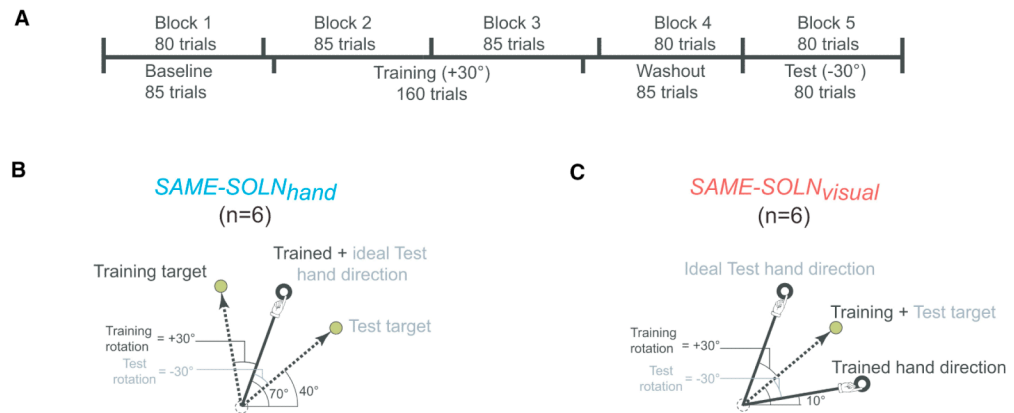 A
Block 1
80 trials
Block 2
85 trials
Block 3
85 trials
Block 4
80 trials
Block 5
80 trials
Baseline
85 trials
Training (+30°)
160 trials
Washout
85 trials
Test (-30°)
80 trials
B
SAME-SOLNhand
(n=6)
Training target
Trained + ideal Test
hand direction
Test target
Training
rotation = +30°
Test
rotation = -30°
70°
40°
C
SAME-SOLNvisual
(n=6)
Ideal Test hand direction
Training + Test target
Training
rotation = +30°
Test
rotation = -30°
Trained hand direction
10°